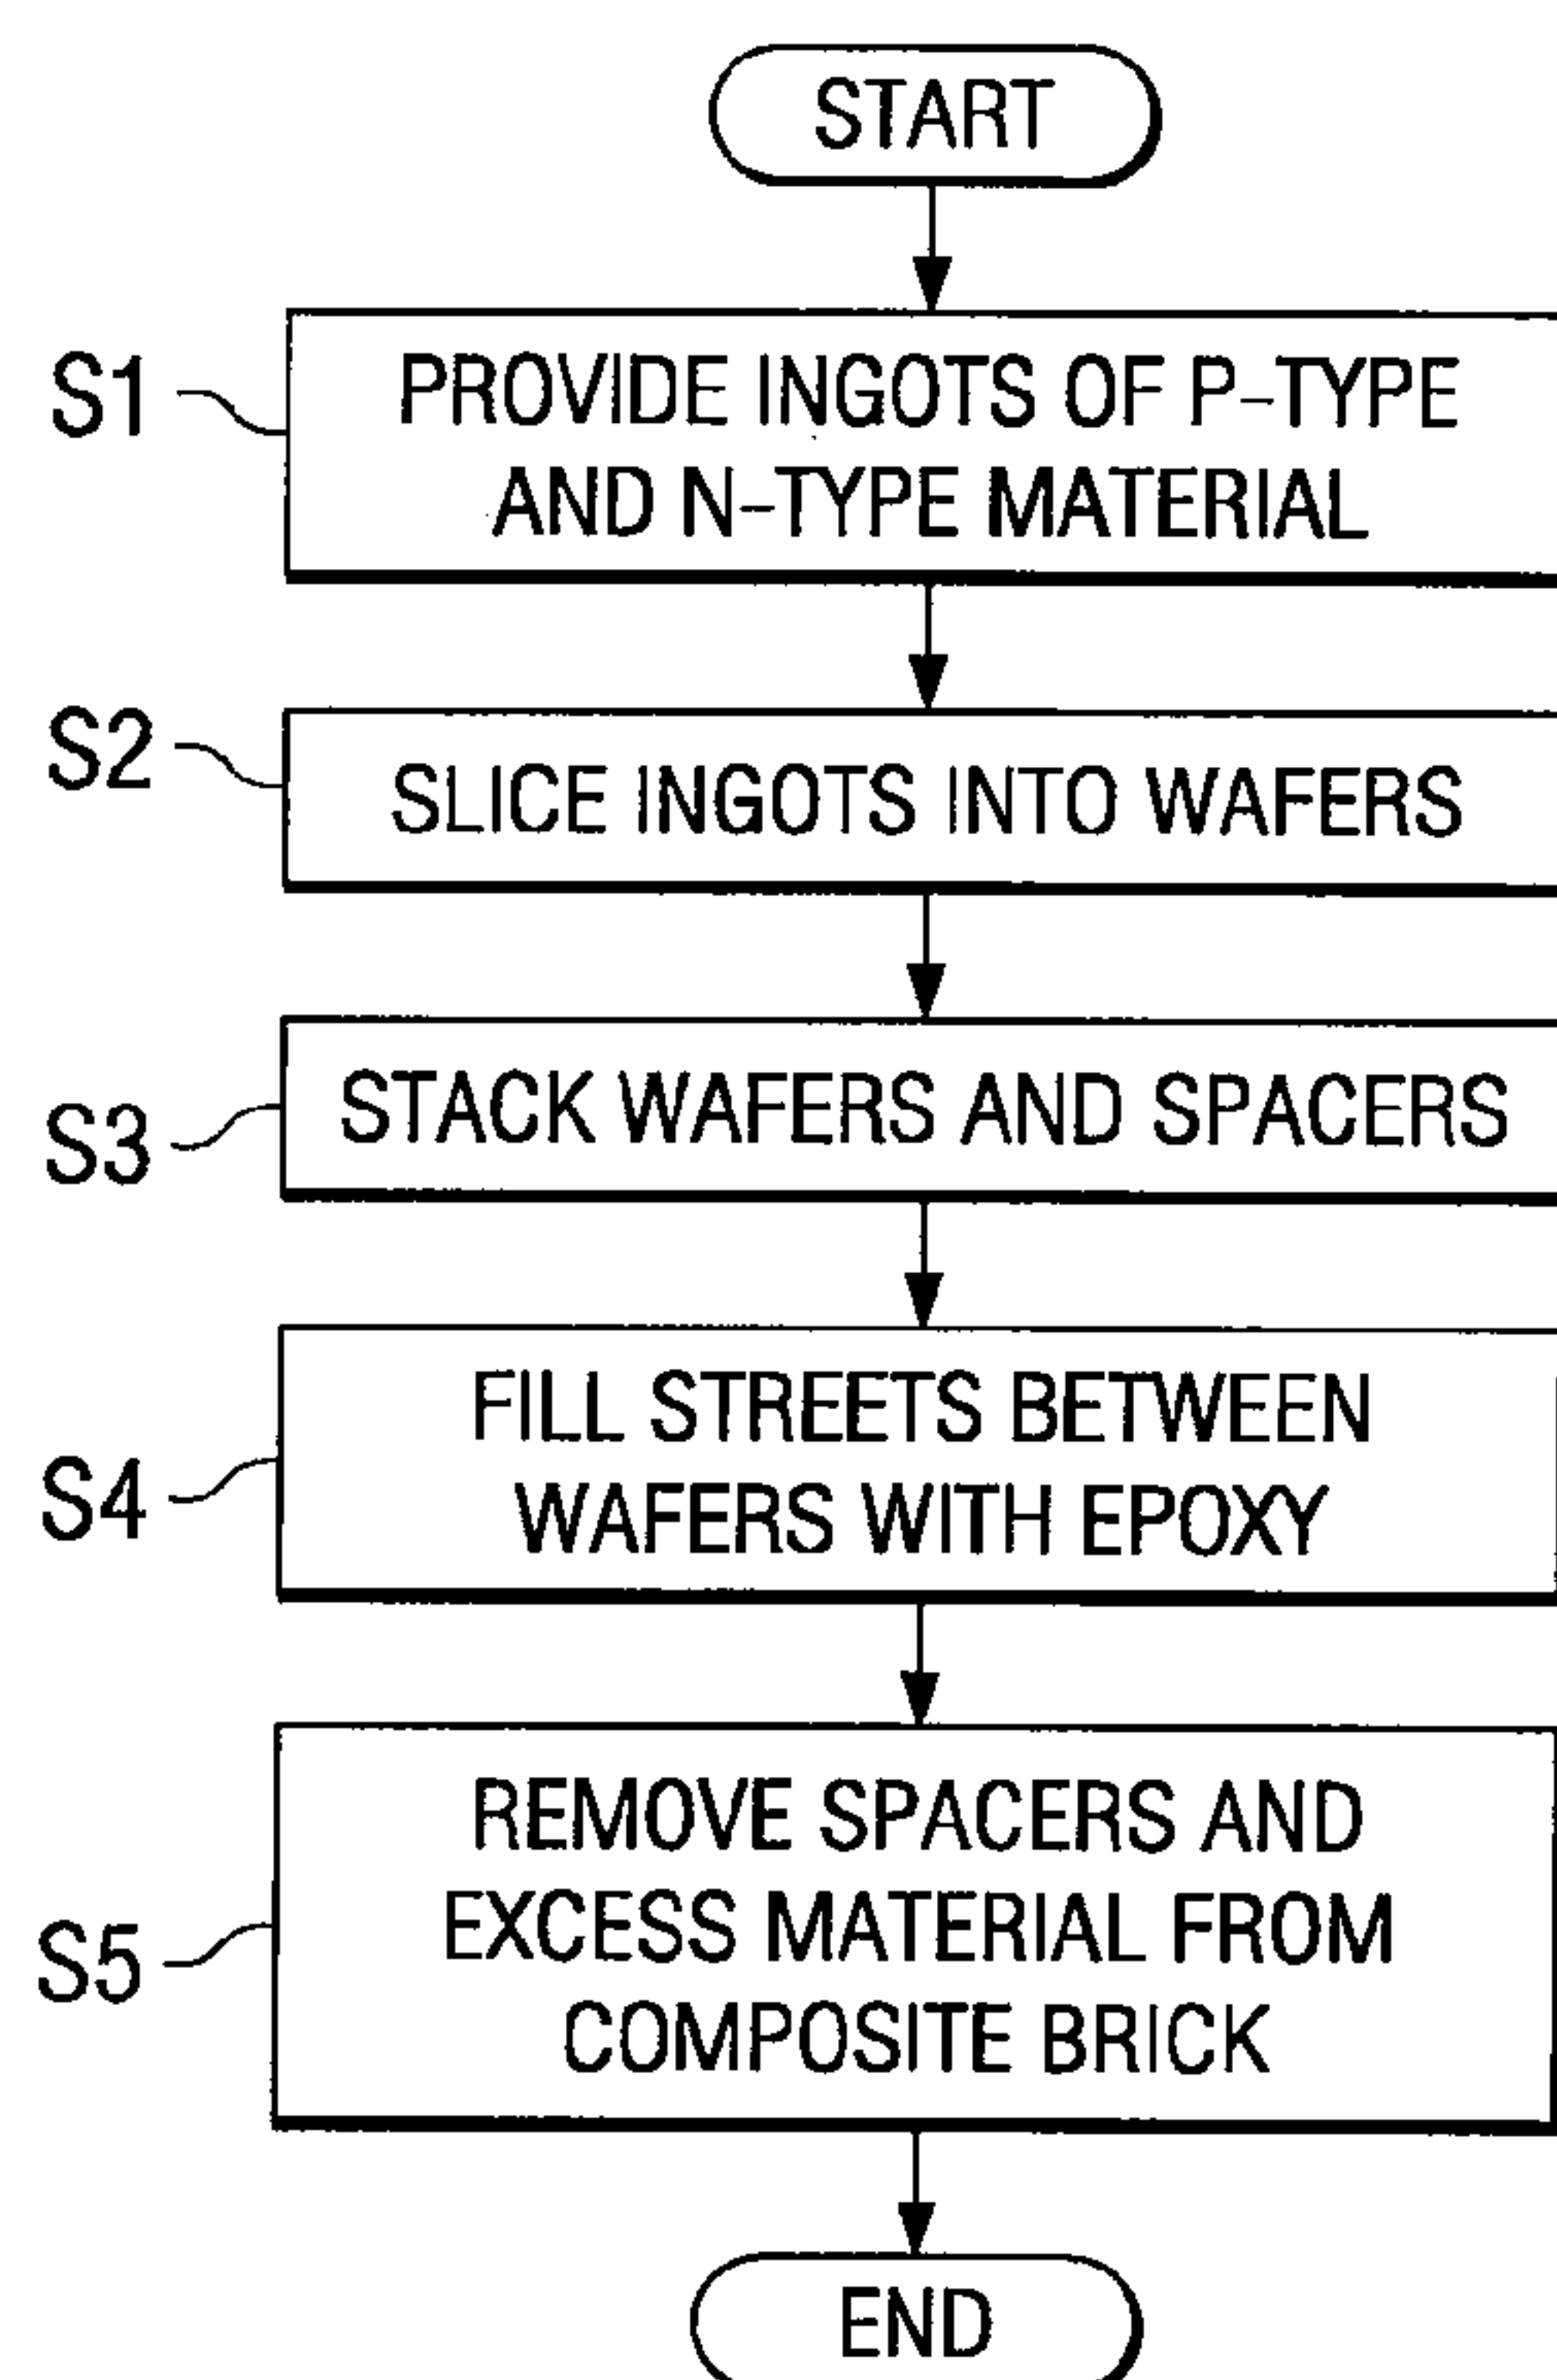 START
S1
PROVIDE INGOTS OF P-TYPE
AND N-TYPE MATERIAL
S2
SLICE INGOTS INTO WAFERS
S3
STACK WAFERS AND SPACERS
S4
FILL STREETS BETWEEN
WAFERS WITH EPOXY
S5
REMOVE SPACERS AND
EXCESS MATERIAL FROM
COMPOSITE BRICK
END